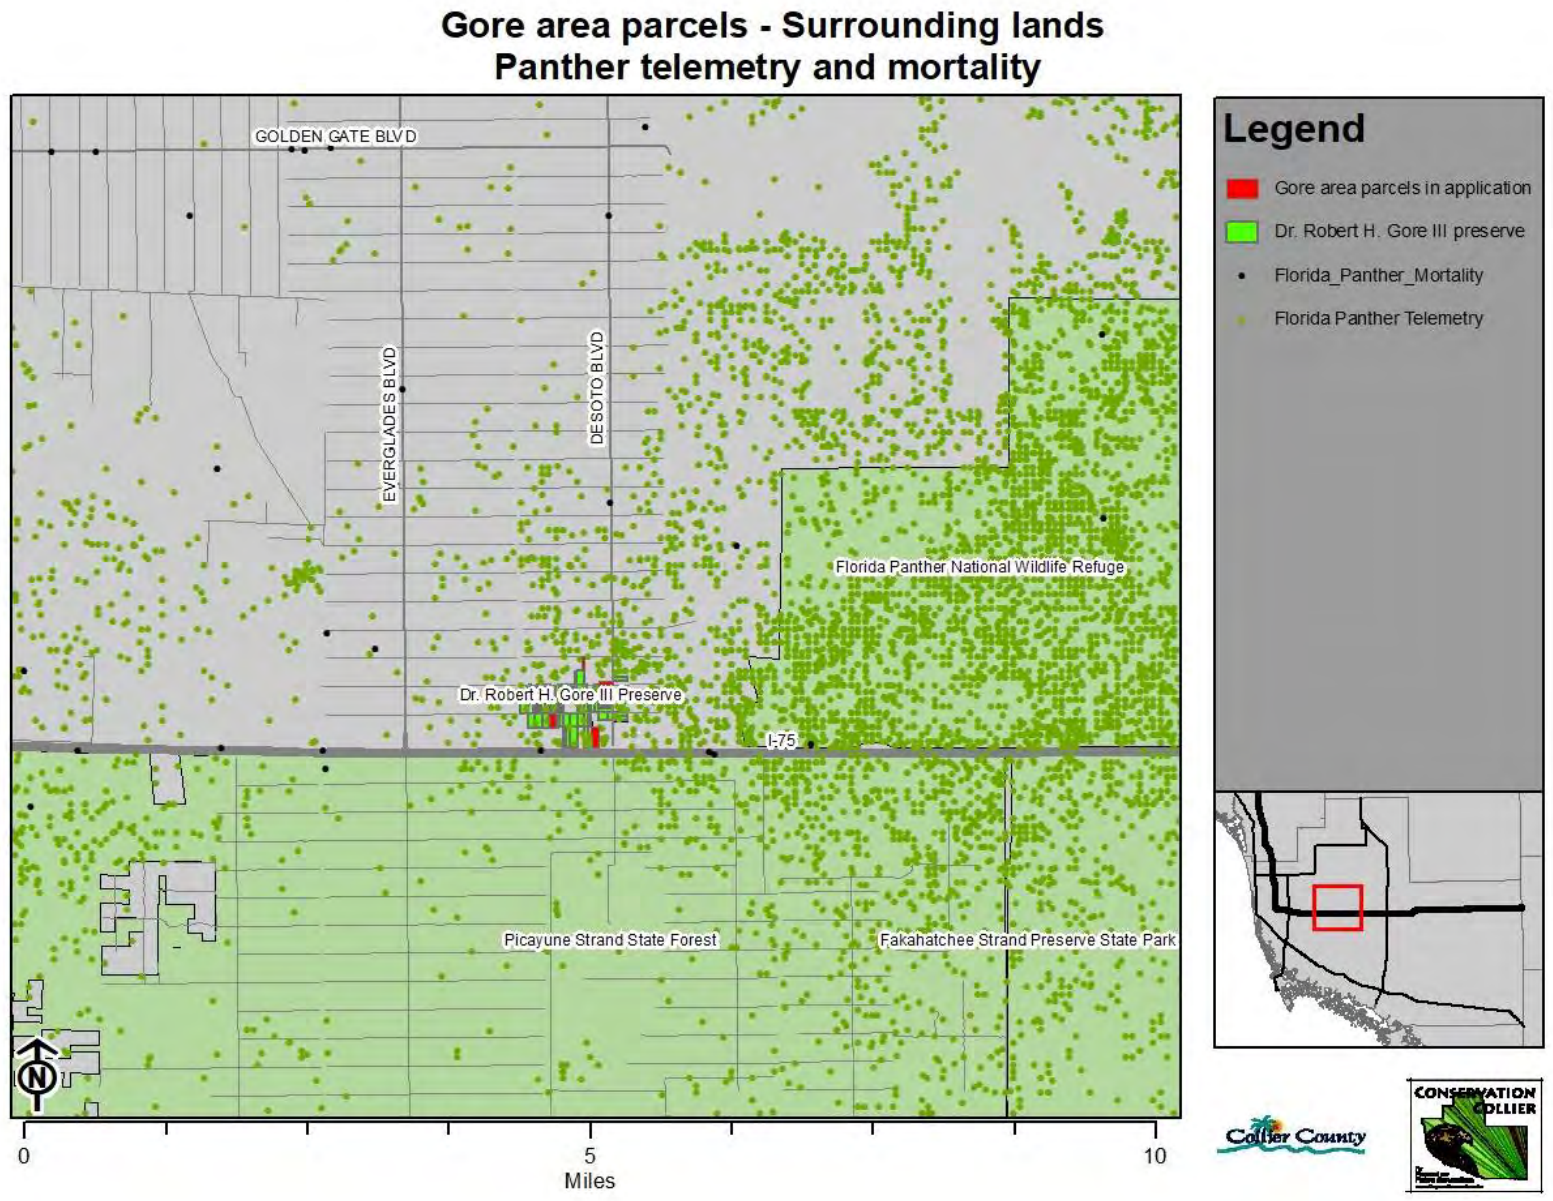 Gore area parcels - Surrounding lands
Panther telemetry and mortality
GOLDEN GATE BLVD
EVERGLADES BLVD
DESOTO BLVD
Florida Panther National Wildlife Refuge
Dr. Robert H. Gore III Preserve
I-75
Picayune Strand State Forest
Fakahatchee Strand Preserve State Park
N
0
5
10
Miles
Legend
Gore area parcels in application
Dr. Robert H. Gore III preserve
Florida_Panther_Mortality
Florida Panther Telemetry
Collier County
CONSERVATION
COLLIER